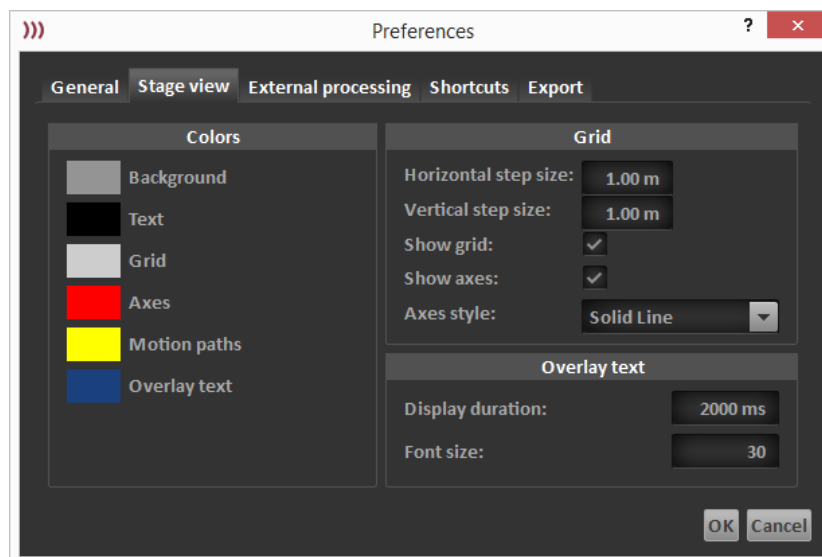 Preferences
?
General Stage view External processing Shortcuts Export
Colors
Background
Text
Grid
Axes
Motion paths
Overlay text
Grid
Horizontal step size: 1.00 m
Vertical step size: 1.00 m
Show grid:
Show axes:
Axes style: Solid Line
Overlay text
Display duration: 2000 ms
Font size: 30
OK Cancel